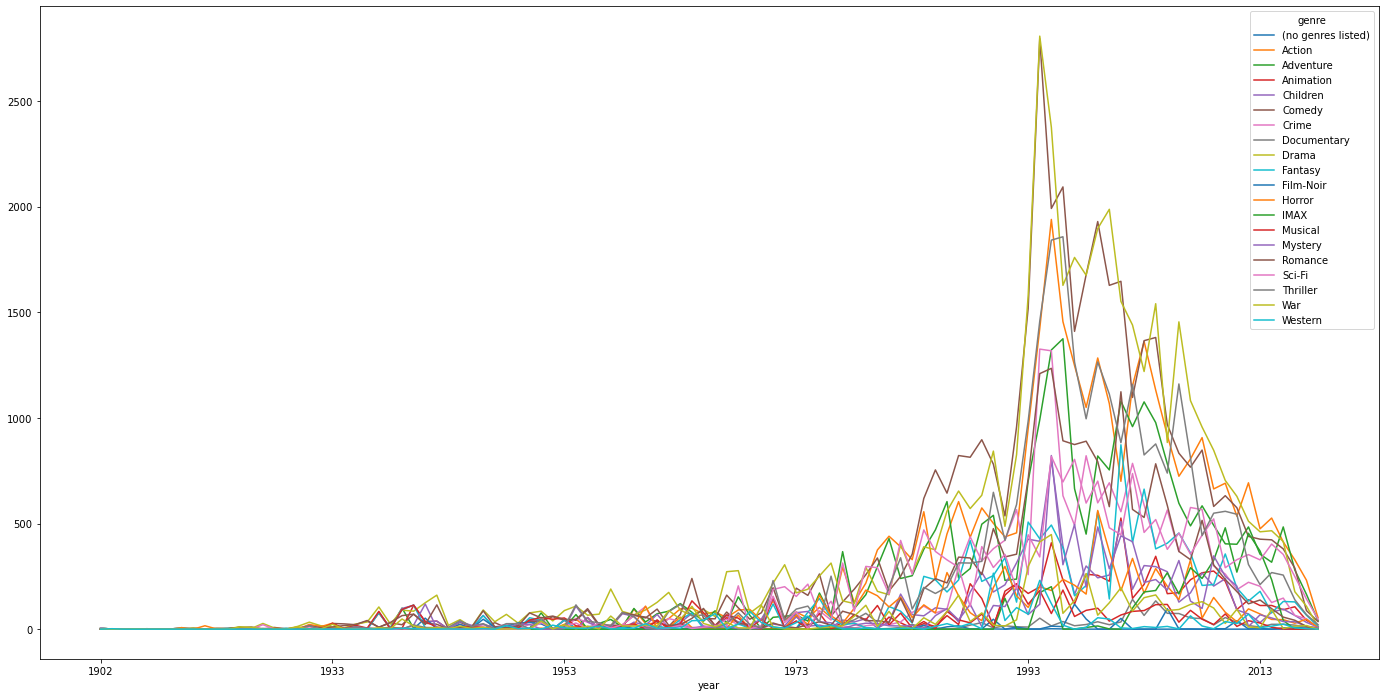 genre
(no genres listed)
Action
Adventure
Animation
Children
Comedy
Crime
Documentary
Drama
Fantasy
Film-Noir
Horror
IMAX
Musical
Mystery
Romance
Sci-Fi
Thriller
War
Western
2500
2000
1500
1000
500
0
1902 1933 1953 1973 1993 2013
year